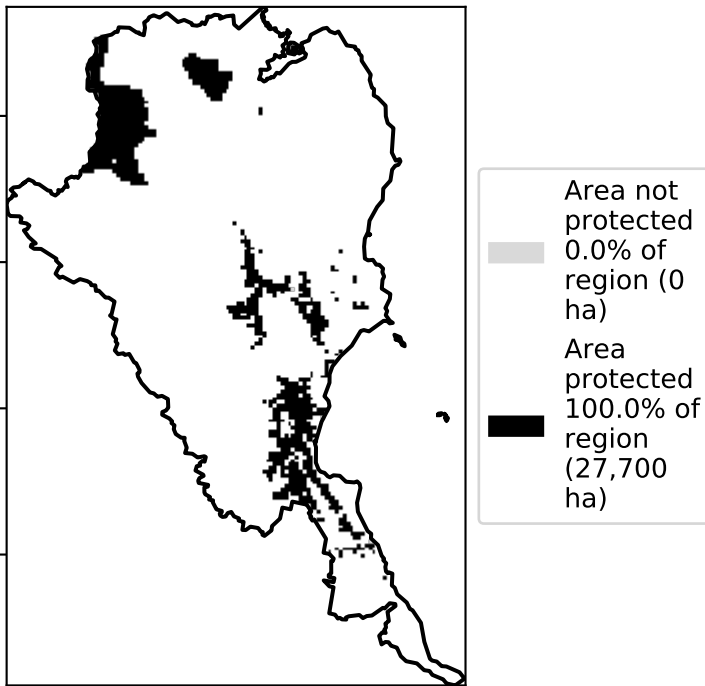 Area not
protected
0.0% of
region (0
ha)
Area
protected
100.0% of
region
(27,700
ha)